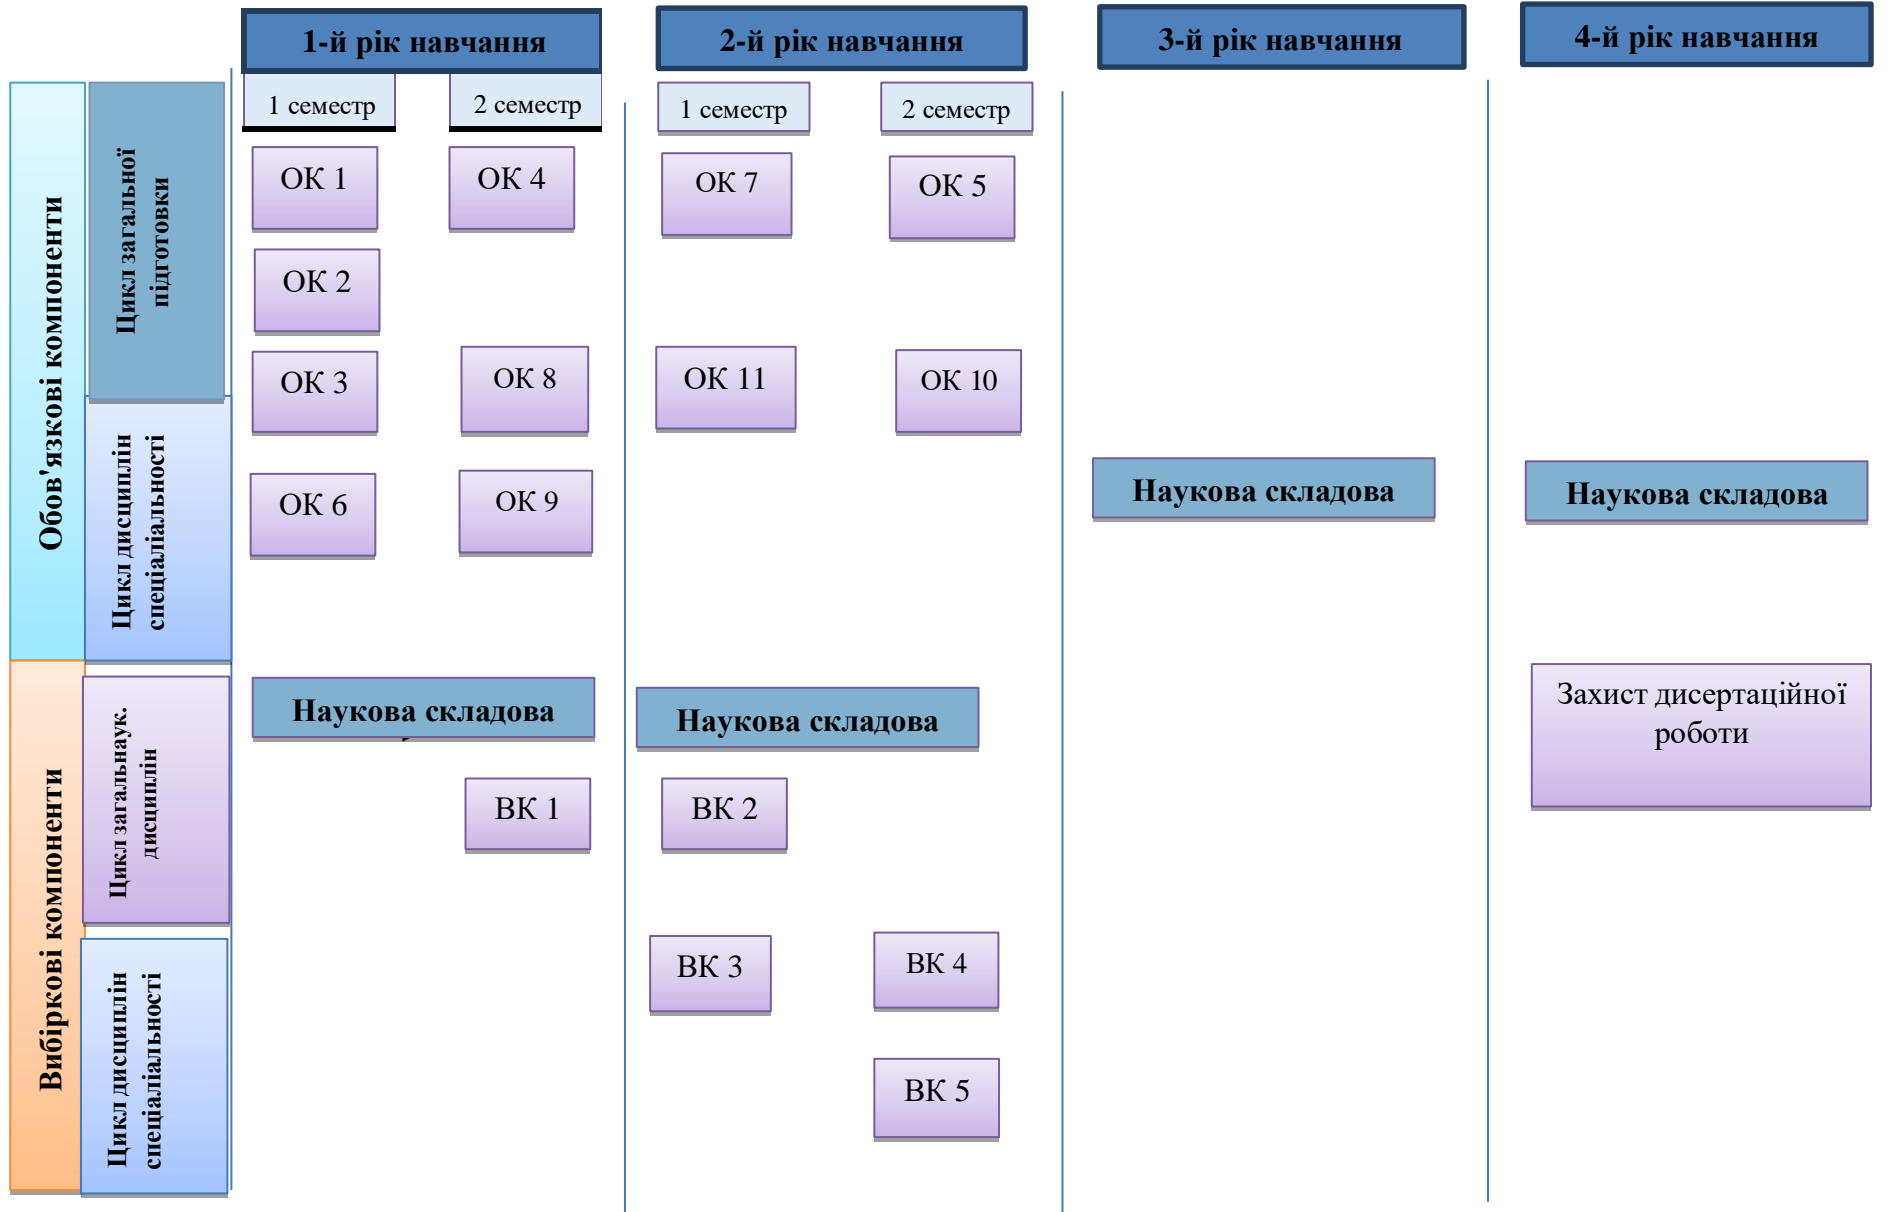 1-й рік навчання
2-й рік навчання
3-й рік навчання
4-й рік навчання
1 семестр
2 семестр
1 семестр
2 семестр
Обов'язкові компоненти
Цикл загальної
підготовки
ОК 1
ОК 4
ОК 7
ОК 5
ОК 2
ОК 3
ОК 8
ОК 11
ОК 10
Цикл дисциплін
спеціальності
ОК 6
ОК 9
Наукова складова
Наукова складова
Вибіркові компоненти
Цикл загальнаук.
дисциплін
Наукова складова
Наукова складова
Захист дисертаційної
роботи
ВК 1
ВК 2
Цикл дисциплін
спеціальності
ВК 3
ВК 4
ВК 5